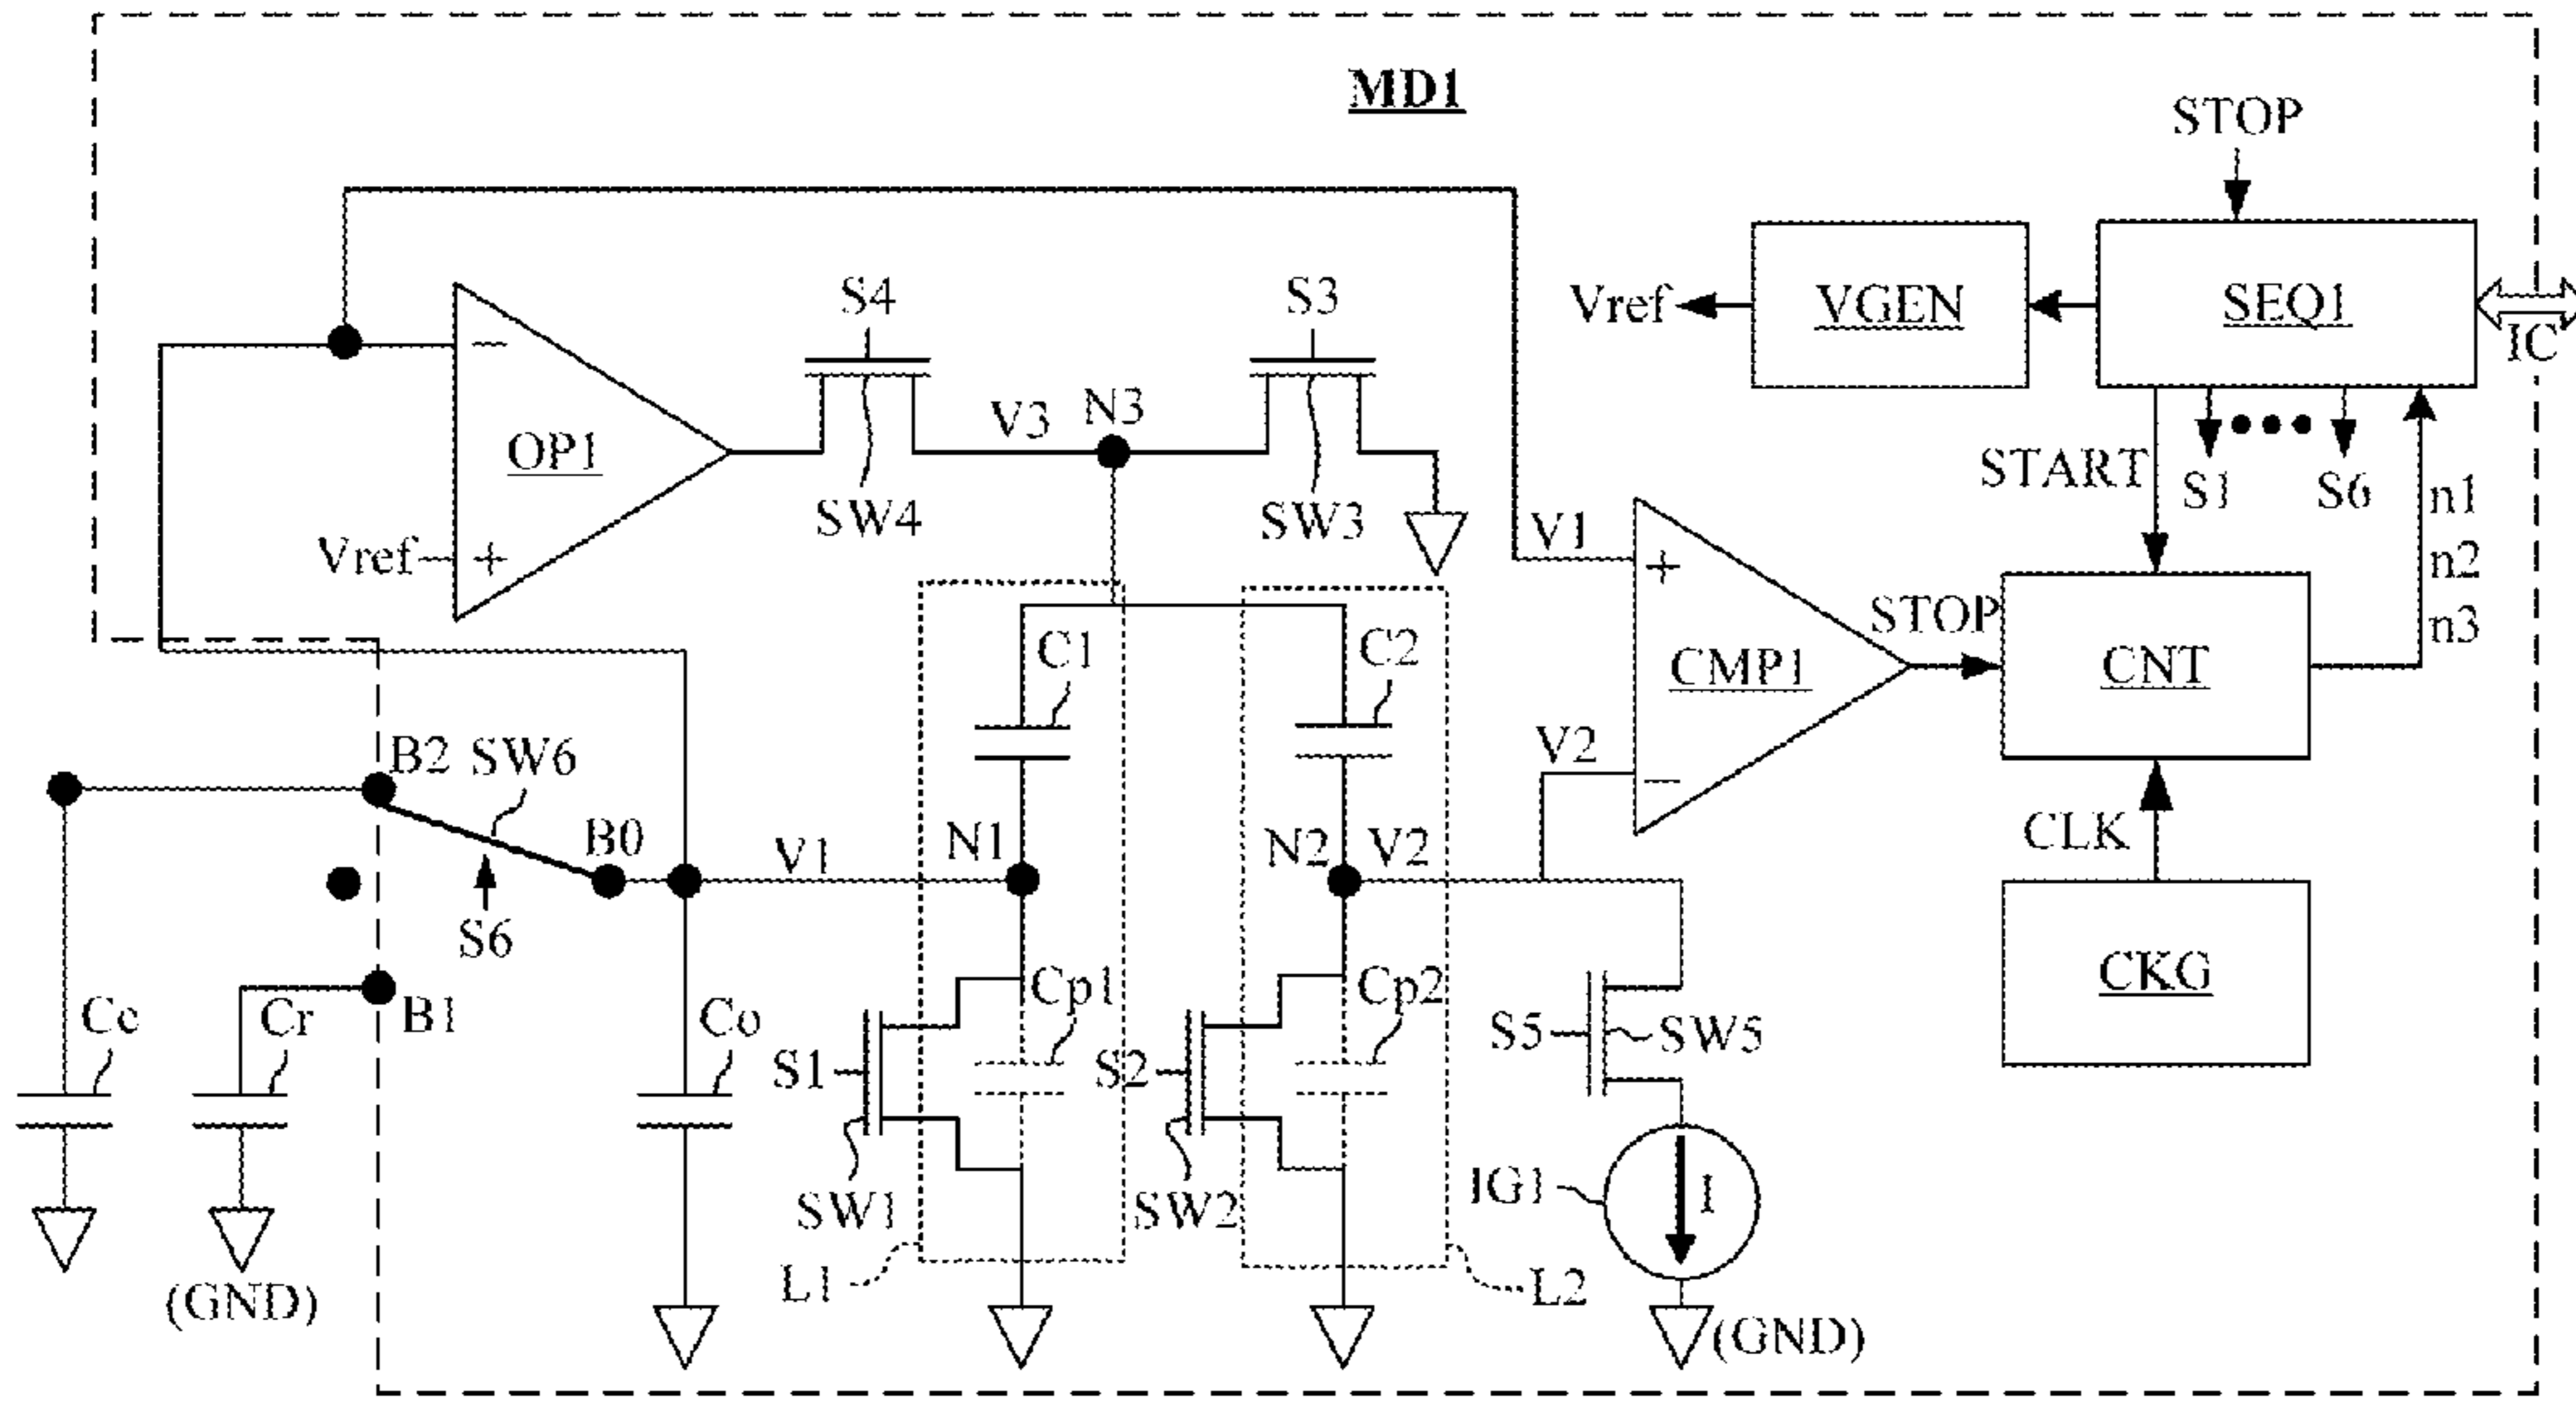 MD1
STOP
S4
S3
Vref
VGEN
SEQ1
IC
OP1
V3
N3
START
S1
S6
n1
n2
n3
SW4
SW3
V1
Vref
−
+
+
−
STOP
CMP1
CNT
C1
C2
V2
B2
SW6
B0
V1
N1
N2
V2
CLK
S6
CKG
Cc
Cr
B1
Co
Cp1
Cp2
S1
S2
S5
SW5
SW1
SW2
IG1
I
L1
L2
(GND)
(GND)